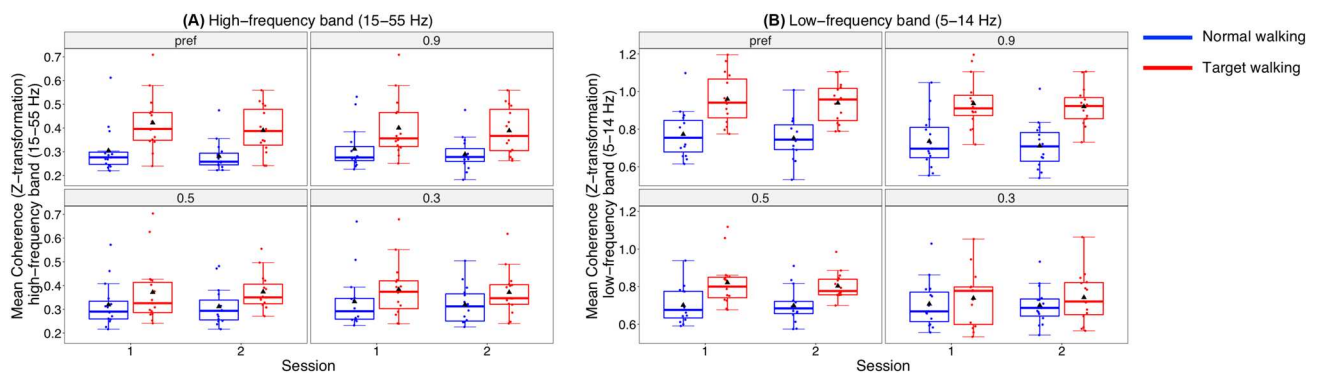 (A) High−frequency band (15−55 Hz)
pref
0.9
0.7
0.6
0.5
0.4
0.3
0.2
0.5
0.3
0.7
0.6
0.5
0.4
0.3
0.2
1
2
1
2
Session
Mean Coherence (Z−transformation)
high−frequency band (15−55 Hz)
(B) Low−frequency band (5−14 Hz)
pref
0.9
1.2
1.0
0.8
0.6
0.5
0.3
1.2
1.0
0.8
0.6
1
2
1
2
Session
Mean Coherence (Z−transformation)
low−frequency band (5−14 Hz)
Normal walking
Target walking